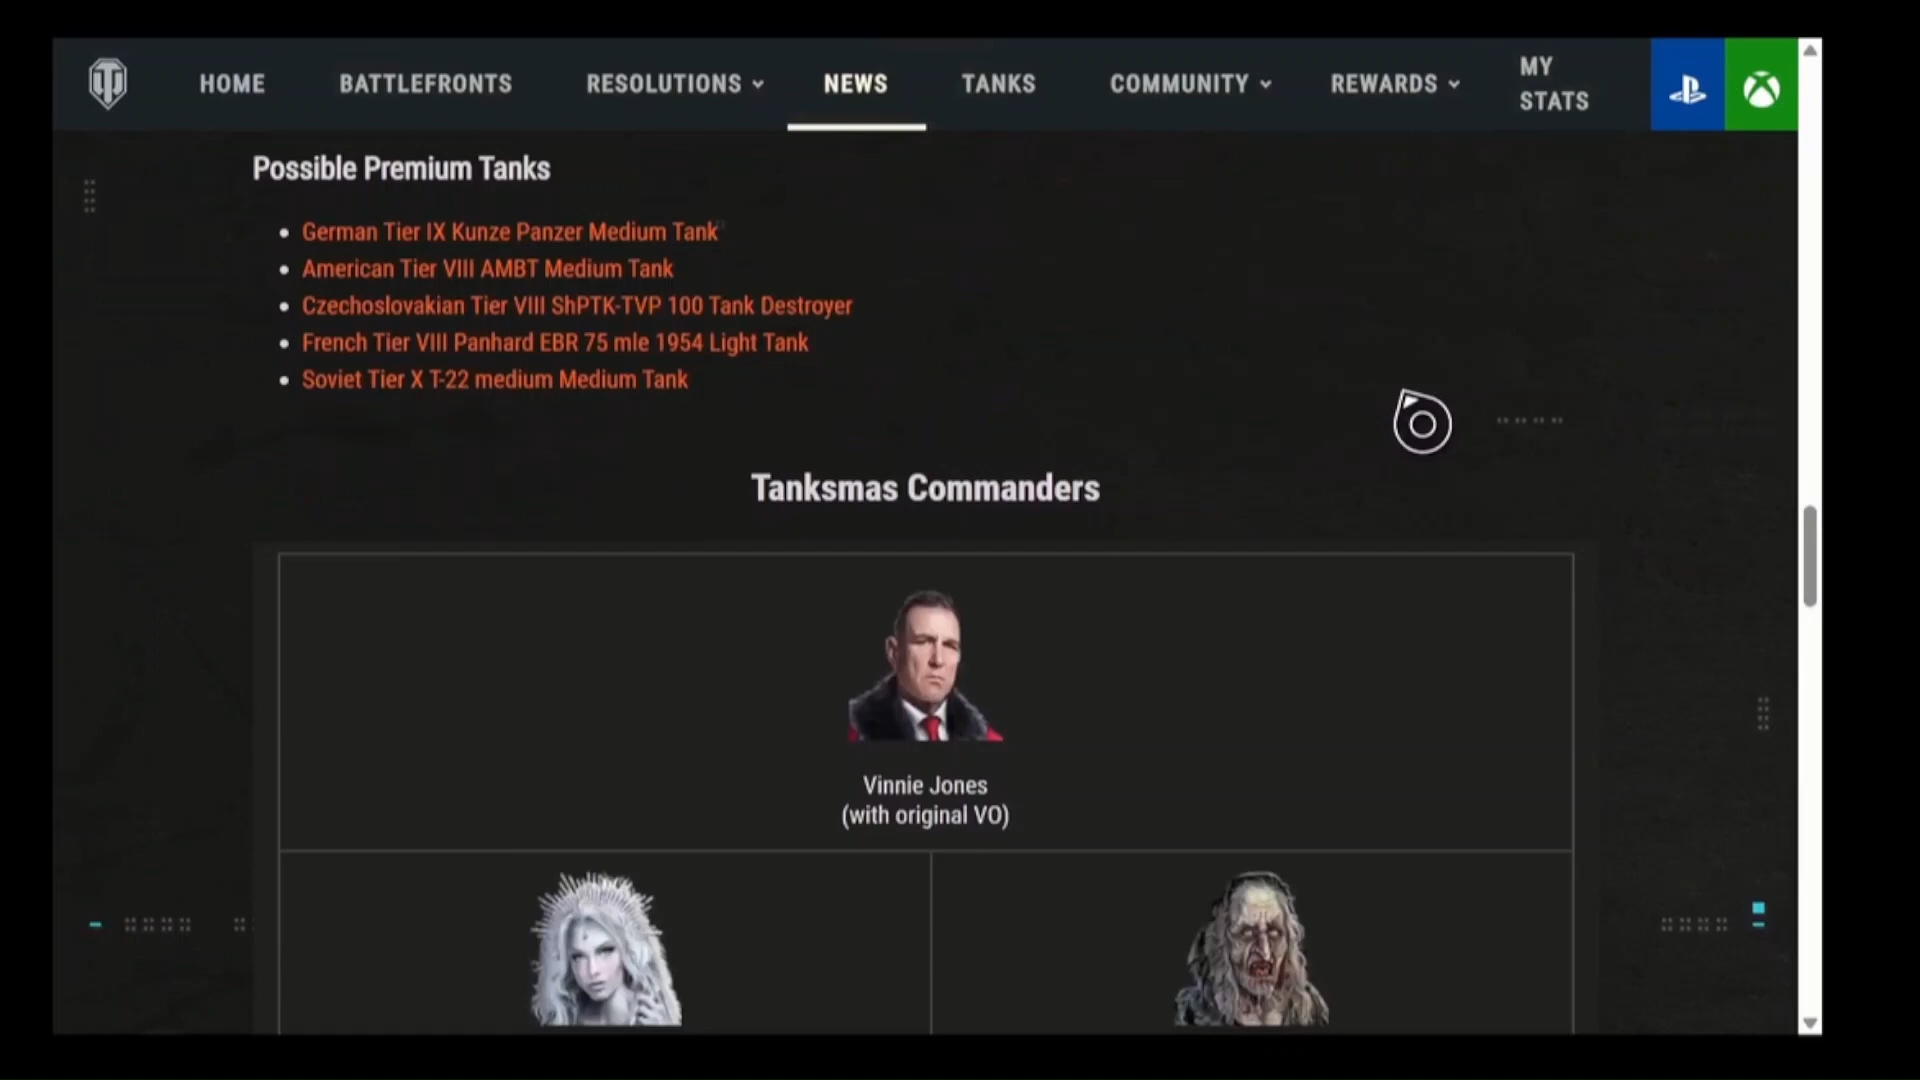 HOME
BATTLEFRONTS
RESOLUTIONS
NEWS
TANKS
COMMUNITY
REWARDS
MY
STATS
Possible Premium Tanks
German Tier IX Kunze Panzer Medium Tank
American Tier VIII AMBT Medium Tank
Czechoslovakian Tier VIII ShPTK-TVP 100 Tank Destroyer
French Tier VIII Panhard EBR 75 mle 1954 Light Tank
Soviet Tier X T-22 medium Medium Tank
Tanksmas Commanders
Vinnie Jones
(with original VO)